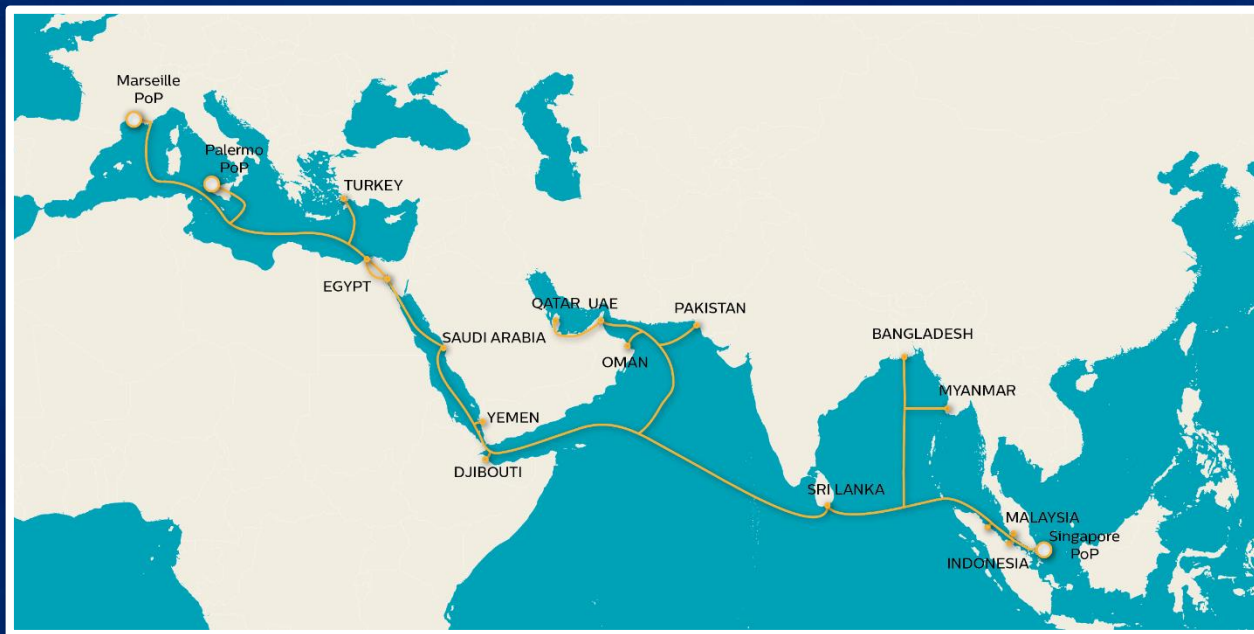 Marseille
PoP
Palermo
PoP
TURKEY
EGYPT
QATAR
UAE
PAKISTAN
SAUDI ARABIA
OMAN
BANGLADESH
MYANMAR
YEMEN
DJIBOUTI
SRI LANKA
MALAYSIA
Singapore
PoP
INDONESIA